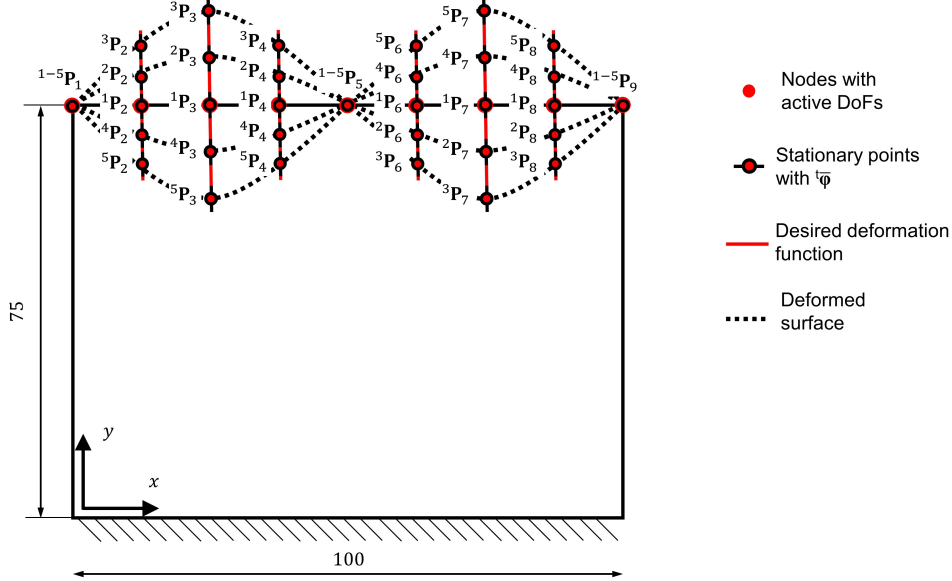 ³P₃
⁵P₇
³P₂
³P₄
⁵P₆
⁵P₈
²P₃
⁴P₇
¹⁻⁵P₁
²P₂
²P₄
¹⁻⁵P₅
⁴P₆
⁴P₈
¹⁻⁵P₉
¹P₂
¹P₃
¹P₄
¹P₆
¹P₇
¹P₈
⁴P₂
⁴P₃
⁴P₄
²P₆
²P₇
²P₈
⁵P₂
⁵P₃
⁵P₄
³P₆
³P₇
³P₈
Nodes with
active DoFs
Stationary points
with ᵗφ̅
Desired deformation
function
Deformed
surface
75
y
x
100